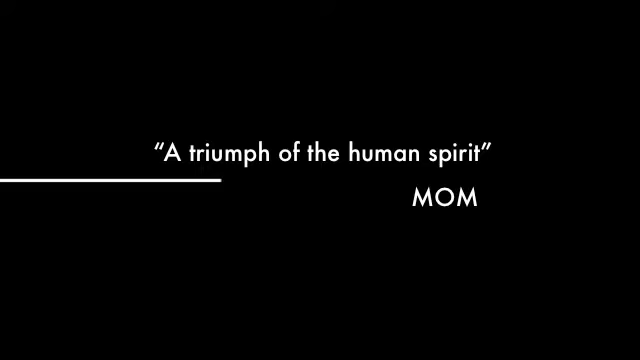 “A triumph of the human spirit”
MOM